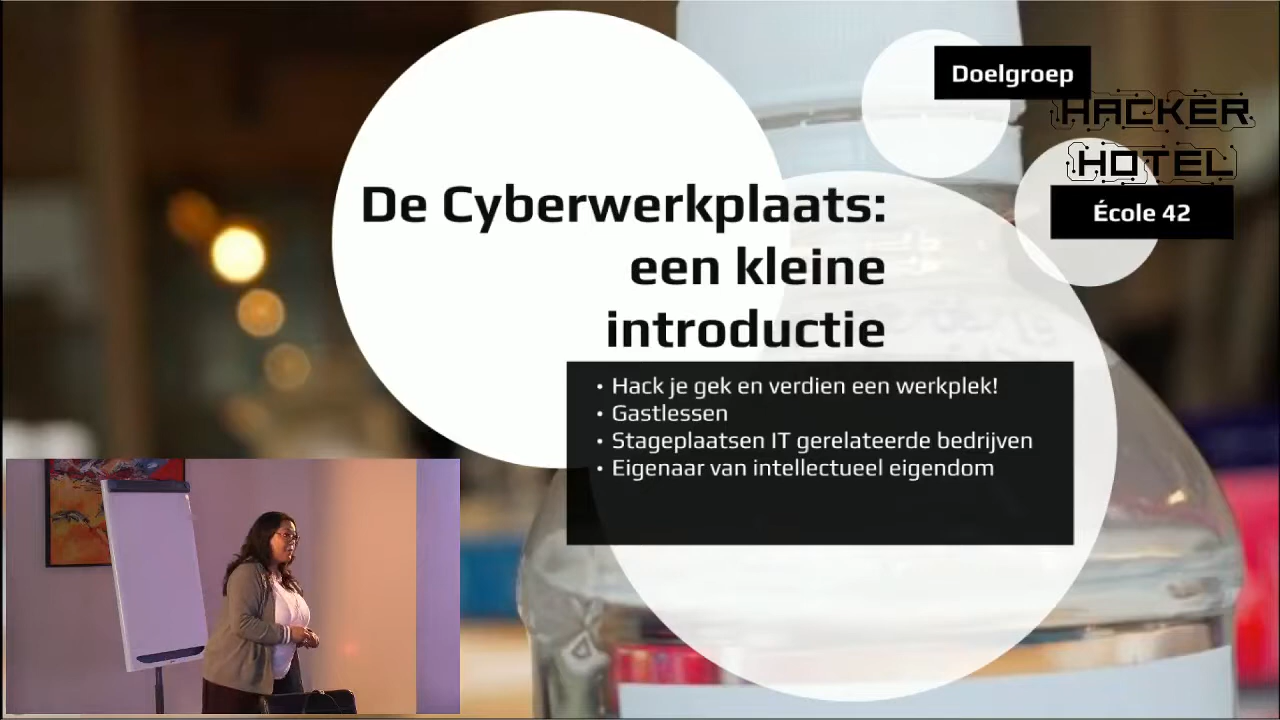 Doelgroep
HACKER
HOTEL
École 42
De Cyberwerkplaats:
een kleine
introductie
• Hack je gek en verdien een werkplek!
• Gastlessen
• Stageplaatsen IT gerelateerde bedrijven
• Eigenaar van intellectueel eigendom